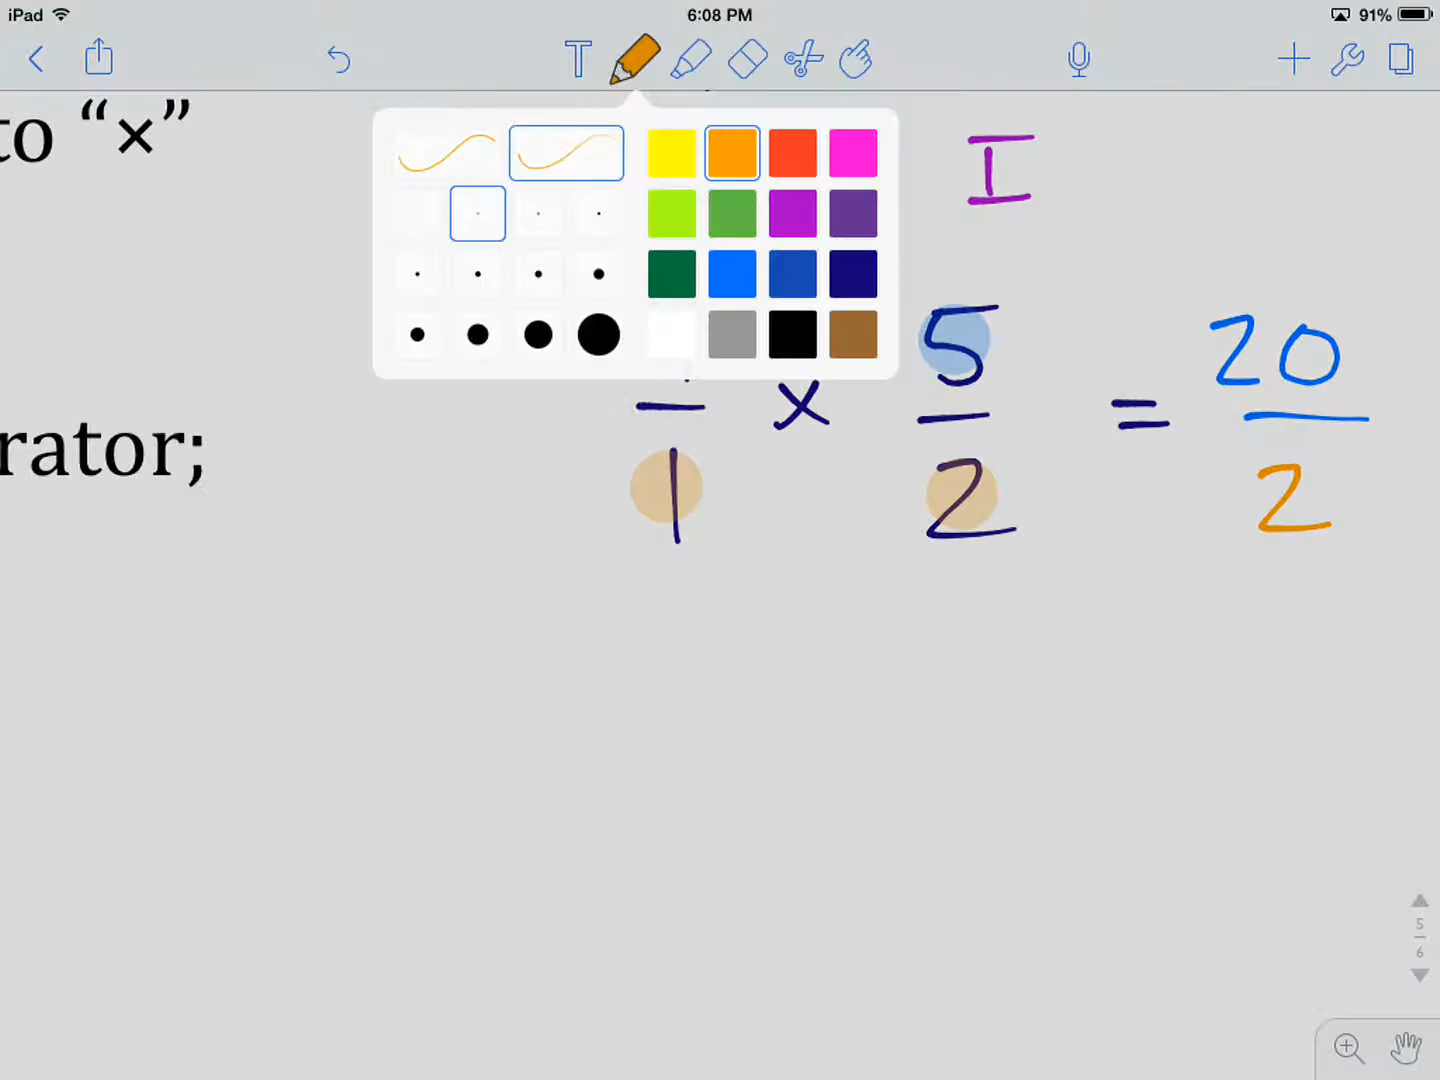 iPad 6:08 PM 91%
T
to “×”
I
5 20
— × — = —
1 2 2
rator;
5
6